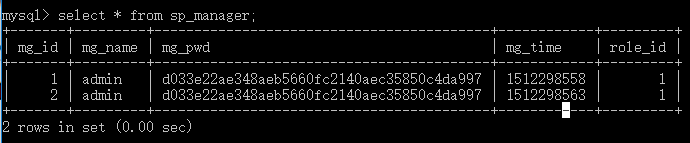 mysql> select * from sp_manager;
+-------+---------+------------------------------------------+------------+---------+
| mg_id | mg_name | mg_pwd                                   | mg_time    | role_id |
+-------+---------+------------------------------------------+------------+---------+
|     1 | admin   | d033e22ae348aeb5660fc2140aec35850c4da997 | 1512298558 |       1 |
|     2 | admin   | d033e22ae348aeb5660fc2140aec35850c4da997 | 1512298563 |       1 |
+-------+---------+------------------------------------------+------------+---------+
2 rows in set (0.00 sec)